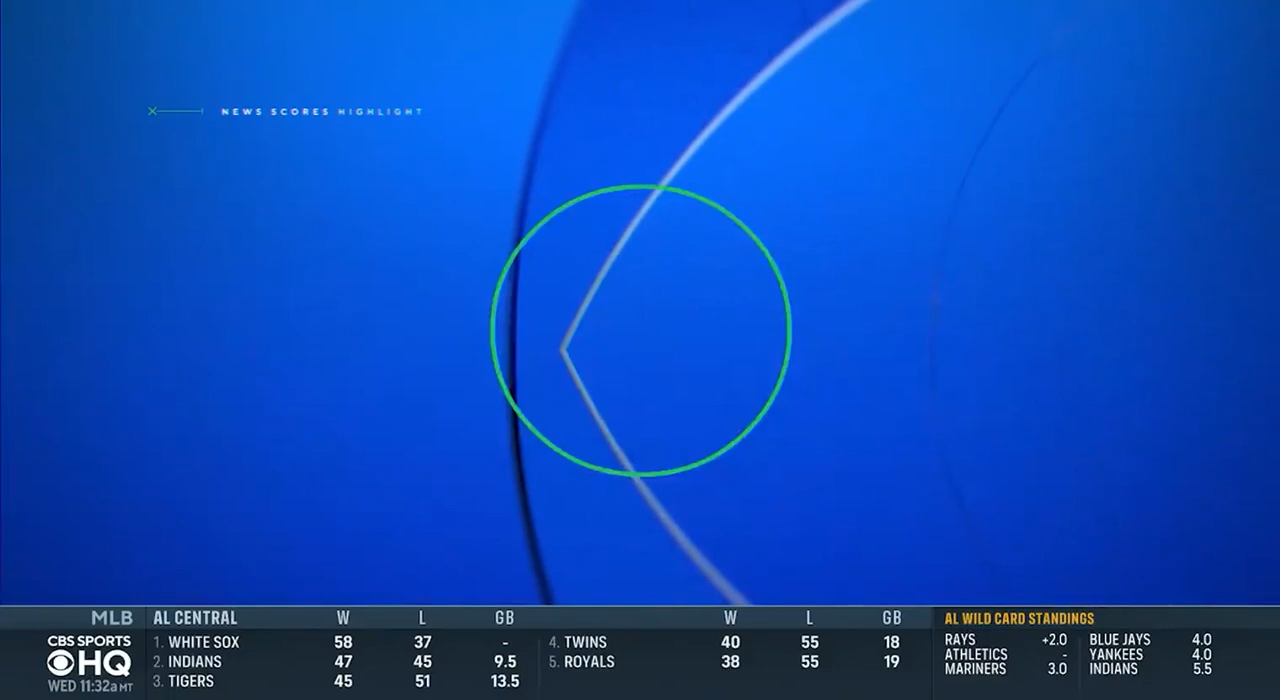 NEWS SCORES HIGHLIGHT
MLB AL CENTRAL W L GB W L GB AL WILD CARD STANDINGS
CBS SPORTS HQ
WED 11:32a MT
1. WHITE SOX 58 37 -
2. INDIANS 47 45 9.5
3. TIGERS 45 51 13.5
4. TWINS 40 55 18
5. ROYALS 38 55 19
RAYS +2.0
ATHLETICS -
MARINERS 3.0
BLUE JAYS 4.0
YANKEES 4.0
INDIANS 5.5